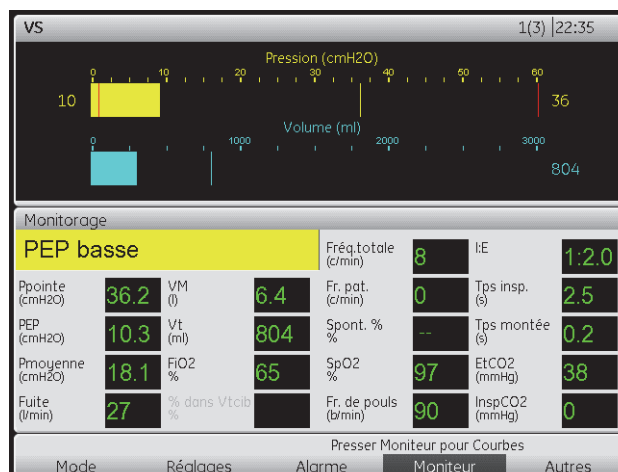 VS 1(3) |22:35
Pression (cmH2O)
0 10 20 30 40 50 60
10 36
Volume (ml)
0 1000 2000 3000
804
Monitorage
PEP basse
Fréq.totale (c/min) 8 I:E 1:2.0
Ppointe (cmH2O) 36.2 VM (l) 6.4 Fr. pat. (c/min) 0 Tps insp. (s) 2.5
PEP (cmH2O) 10.3 Vt (ml) 804 Spont. % % -- Tps montée (s) 0.2
Pmoyenne (cmH2O) 18.1 FiO2 % 65 SpO2 % 97 EtCO2 (mmHg) 38
Fuite (l/min) 27 % dans Vtcib % Fr. de pouls (b/min) 90 InspCO2 (mmHg) 0
Presser Moniteur pour Courbes
Mode Réglages Alarme Moniteur Autres